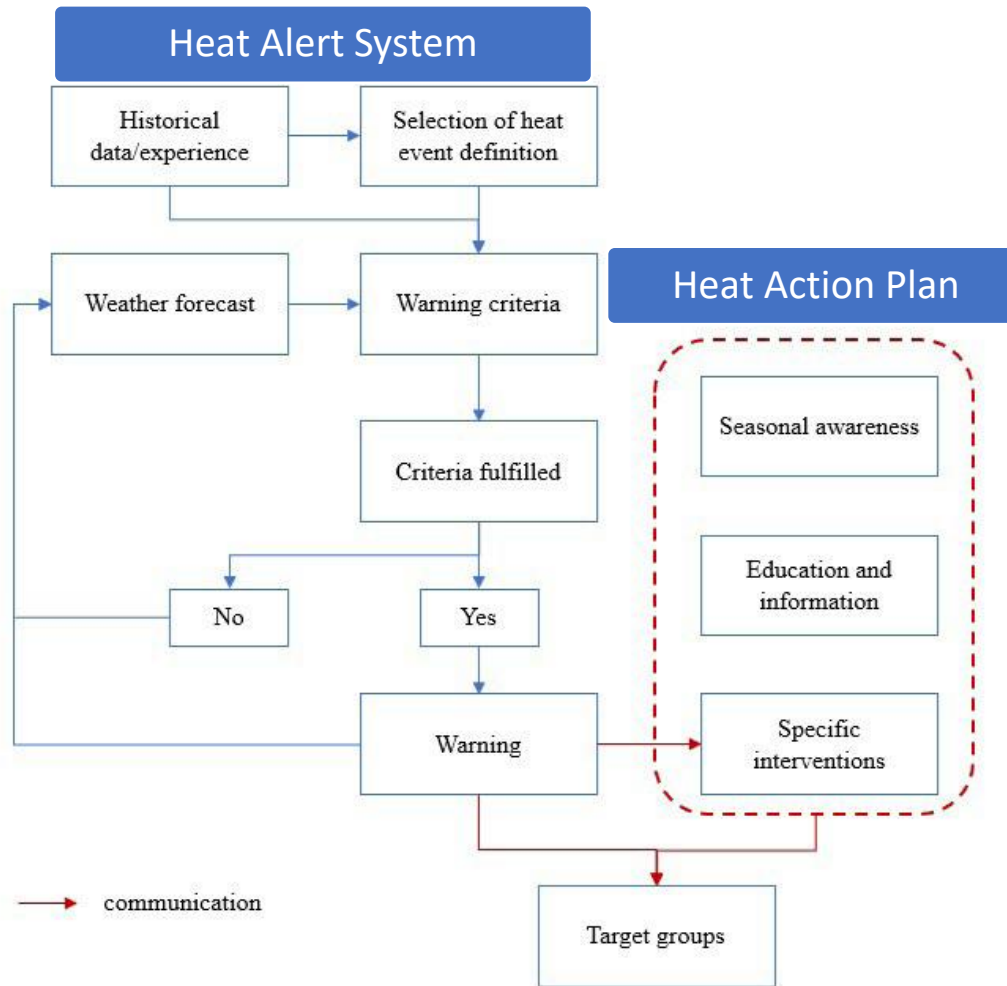 Heat Alert System
Historical
data/experience
Selection of heat
event definition
Weather forecast
Warning criteria
Heat Action Plan
Seasonal awareness
Criteria fulfilled
Education and
information
No
Yes
Warning
Specific
interventions
communication
Target groups